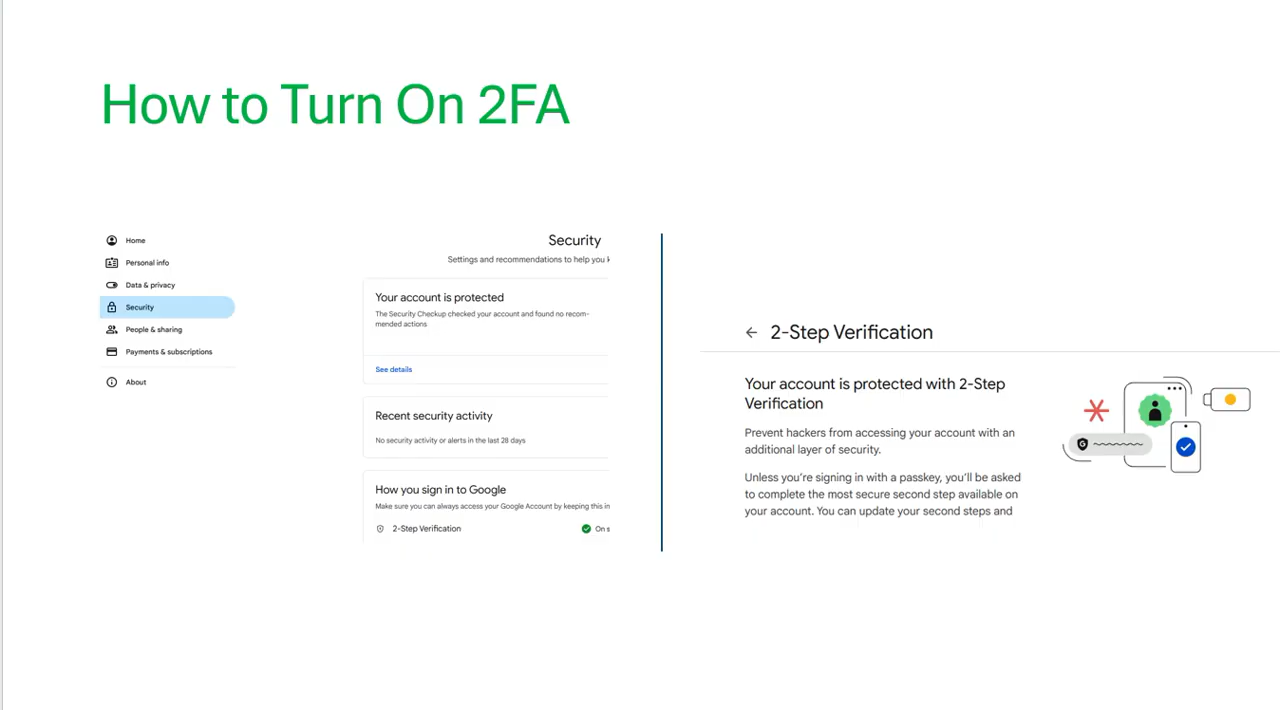 How to Turn On 2FA
Home
Personal info
Data & privacy
Security
People & sharing
Payments & subscriptions
About
Security
Settings and recommendations to help you
Your account is protected
The Security Checkup checked your account and found no recom-
mended actions
See details
Recent security activity
No security activity or alerts in the last 28 days
How you sign in to Google
Make sure you can always access your Google Account by keeping this in
2-Step Verification
On s
2-Step Verification
Your account is protected with 2-Step
Verification
Prevent hackers from accessing your account with an
additional layer of security.
Unless you're signing in with a passkey, you'll be asked
to complete the most secure second step available on
your account. You can update your second steps and